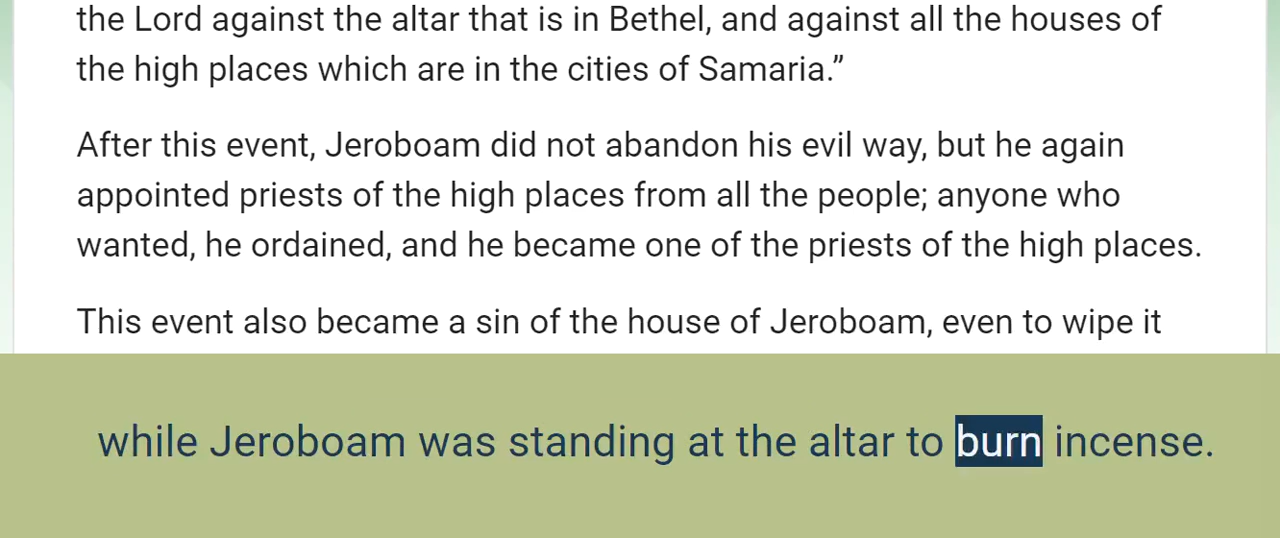 the Lord against the altar that is in Bethel, and against all the houses of
the high places which are in the cities of Samaria.”
After this event, Jeroboam did not abandon his evil way, but he again
appointed priests of the high places from all the people; anyone who
wanted, he ordained, and he became one of the priests of the high places.
This event also became a sin of the house of Jeroboam, even to wipe it
while Jeroboam was standing at the altar to burn incense.